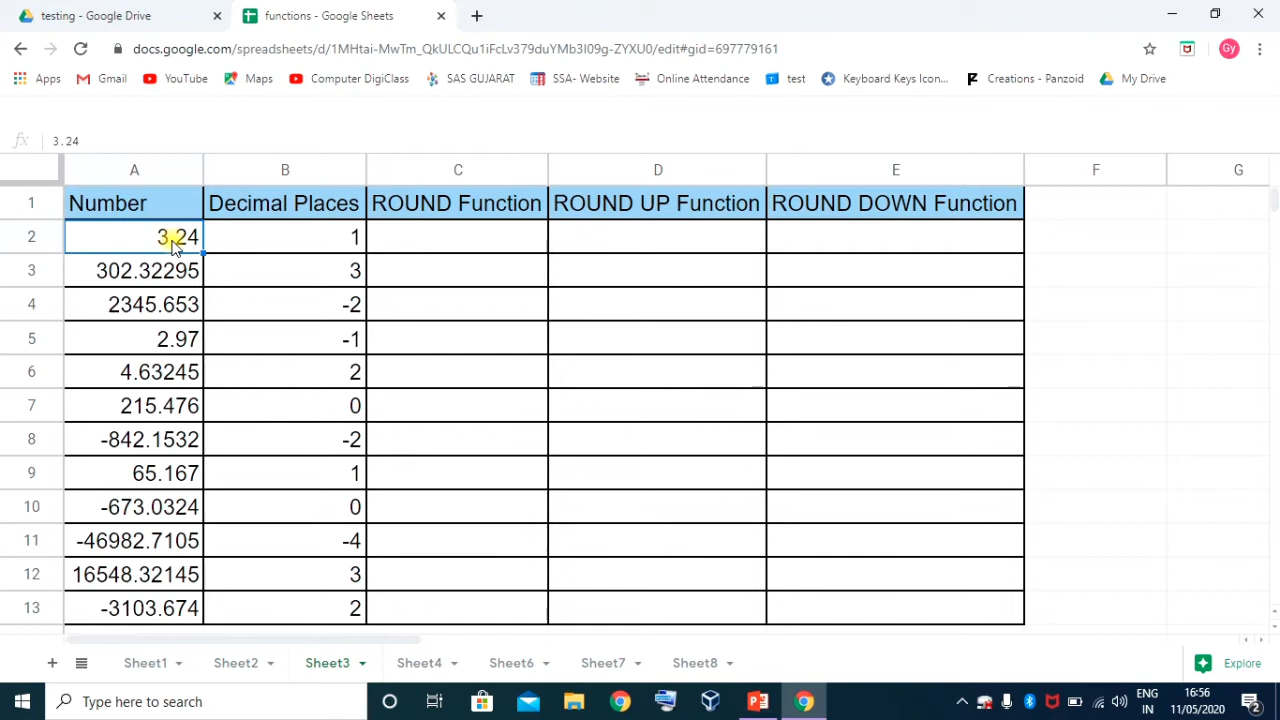 testing - Google Drive
functions - Google Sheets
docs.google.com/spreadsheets/d/1MHtai-MwTm_QkULCQu1iFcLv379duYMb3I09g-ZYXU0/edit#gid=697779161
Gy
Apps Gmail YouTube Maps Computer DigiClass SAS GUJARAT SSA- Website Online Attendance test Keyboard Keys Icon... Creations - Panzoid My Drive
fx 3.24
A B C D E F G
1 Number Decimal Places ROUND Function ROUND UP Function ROUND DOWN Function
2 3.24 1
3 302.32295 3
4 2345.653 -2
5 2.97 -1
6 4.63245 2
7 215.476 0
8 -842.1532 -2
9 65.167 1
10 -673.0324 0
11 -46982.7105 -4
12 16548.32145 3
13 -3103.674 2
Sheet1 Sheet2 Sheet3 Sheet4 Sheet6 Sheet7 Sheet8 Explore
Type here to search
ENG
IN
16:56
11/05/2020
2